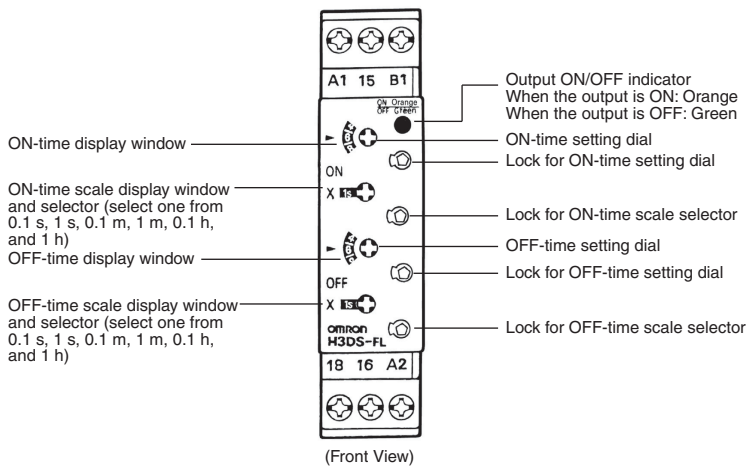 A1 15 B1
ON Orange
OFF Green
Output ON/OFF indicator
When the output is ON: Orange
When the output is OFF: Green
ON-time display window
ON-time setting dial
Lock for ON-time setting dial
ON
ON-time scale display window
and selector (select one from
0.1 s, 1 s, 0.1 m, 1 m, 0.1 h,
and 1 h)
X 1S
Lock for ON-time scale selector
OFF-time display window
OFF-time setting dial
Lock for OFF-time setting dial
OFF
OFF-time scale display window
and selector (select one from
0.1 s, 1 s, 0.1 m, 1 m, 0.1 h,
and 1 h)
X 1S
Lock for OFF-time scale selector
OMRON
H3DS-FL
18 16 A2
(Front View)